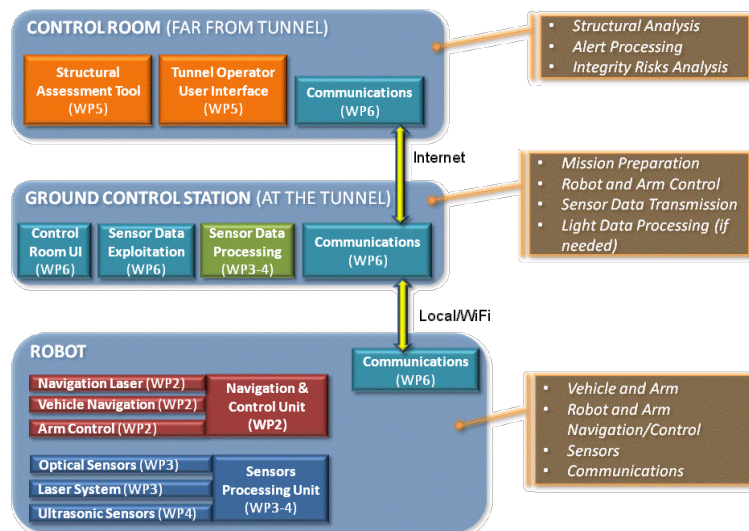 CONTROL ROOM (FAR FROM TUNNEL)
Structural
Assessment Tool
(WP5)
Tunnel Operator
User Interface
(WP5)
Communications
(WP6)
• Structural Analysis
• Alert Processing
• Integrity Risks Analysis
Internet
GROUND CONTROL STATION (AT THE TUNNEL)
Control
Room UI
(WP6)
Sensor Data
Exploitation
(WP6)
Sensor Data
Processing
(WP3-4)
Communications
(WP6)
• Mission Preparation
• Robot and Arm Control
• Sensor Data Transmission
• Light Data Processing (if
needed)
Local/WiFi
ROBOT
Communications
(WP6)
Navigation Laser (WP2)
Vehicle Navigation (WP2)
Arm Control (WP2)
Navigation &
Control Unit
(WP2)
Optical Sensors (WP3)
Laser System (WP3)
Ultrasonic Sensors (WP4)
Sensors
Processing Unit
(WP3-4)
• Vehicle and Arm
• Robot and Arm
Navigation/Control
• Sensors
• Communications